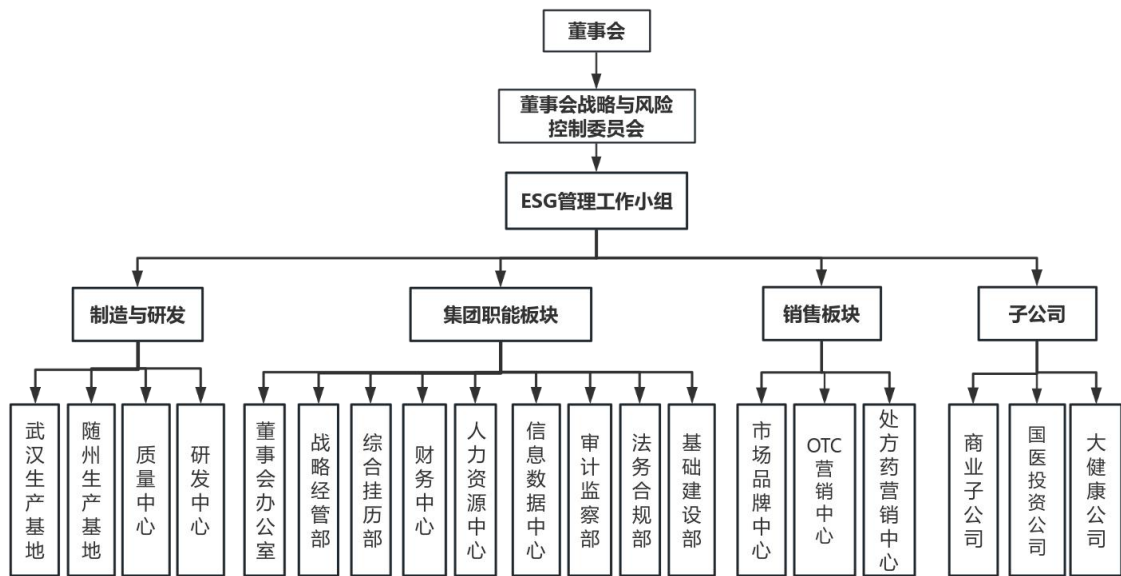 董事会
董事会战略与风险
控制委员会
ESG管理工作小组
制造与研发
集团职能板块
销售板块
子公司
武汉生产基地
随州生产基地
质量中心
研发中心
董事会办公室
战略经管部
综合挂历部
财务中心
人力资源中心
信息数据中心
审计监察部
法务合规部
基础建设部
市场品牌中心
OTC
营销中心
处方药营销中心
商业子公司
国医投资公司
大健康公司